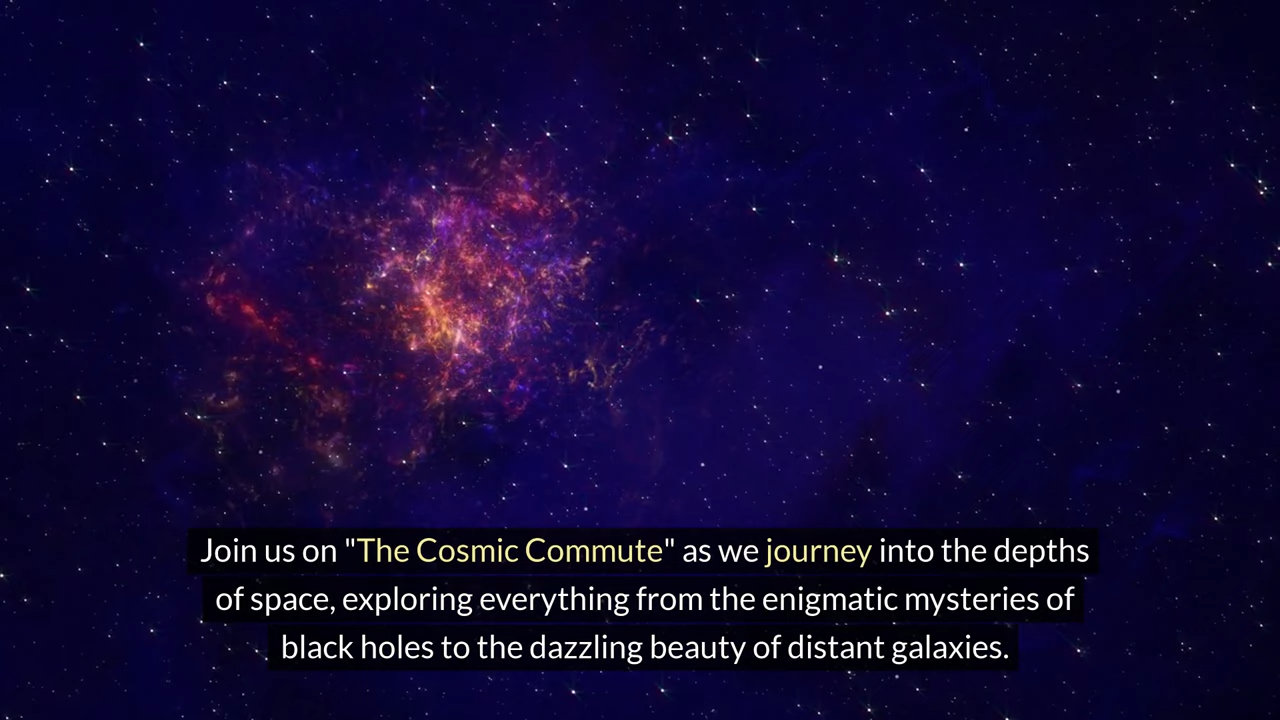 Join us on "The Cosmic Commute" as we journey into the depths
of space, exploring everything from the enigmatic mysteries of
black holes to the dazzling beauty of distant galaxies.